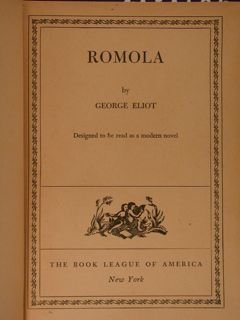 ROMOLA
by
GEORGE ELIOT
Designed to be read as a modern novel
THE BOOK LEAGUE OF AMERICA
New York